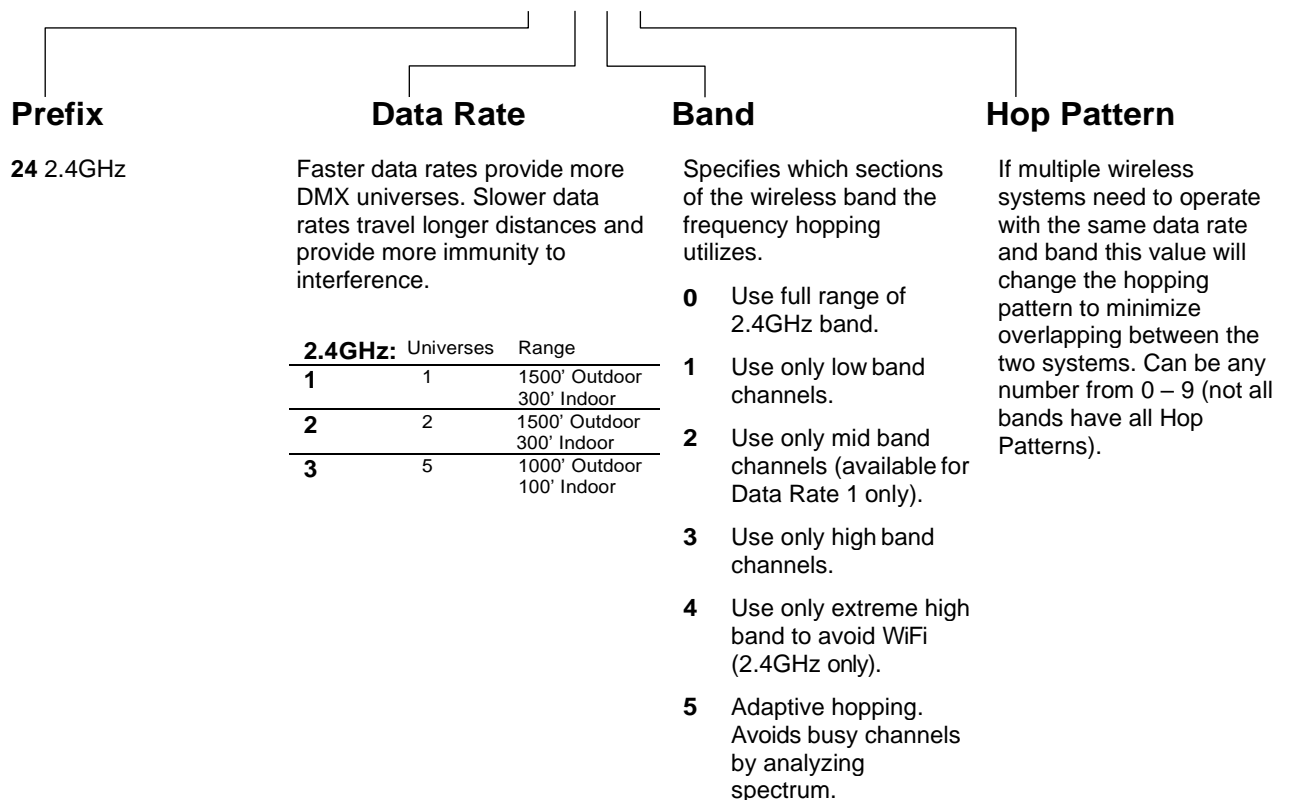 Prefix
24 2.4GHz
Data Rate
Faster data rates provide more
DMX universes. Slower data
rates travel longer distances and
provide more immunity to
interference.
2.4GHz: Universes Range
1 1 1500’ Outdoor
300’ Indoor
2 2 1500’ Outdoor
300’ Indoor
3 5 1000’ Outdoor
100’ Indoor
Band
Specifies which sections
of the wireless band the
frequency hopping
utilizes.
0 Use full range of
2.4GHz band.
1 Use only low band
channels.
2 Use only mid band
channels (available for
Data Rate 1 only).
3 Use only high band
channels.
4 Use only extreme high
band to avoid WiFi
(2.4GHz only).
5 Adaptive hopping.
Avoids busy channels
by analyzing
spectrum.
Hop Pattern
If multiple wireless
systems need to operate
with the same data rate
and band this value will
change the hopping
pattern to minimize
overlapping between the
two systems. Can be any
number from 0 – 9 (not all
bands have all Hop
Patterns).